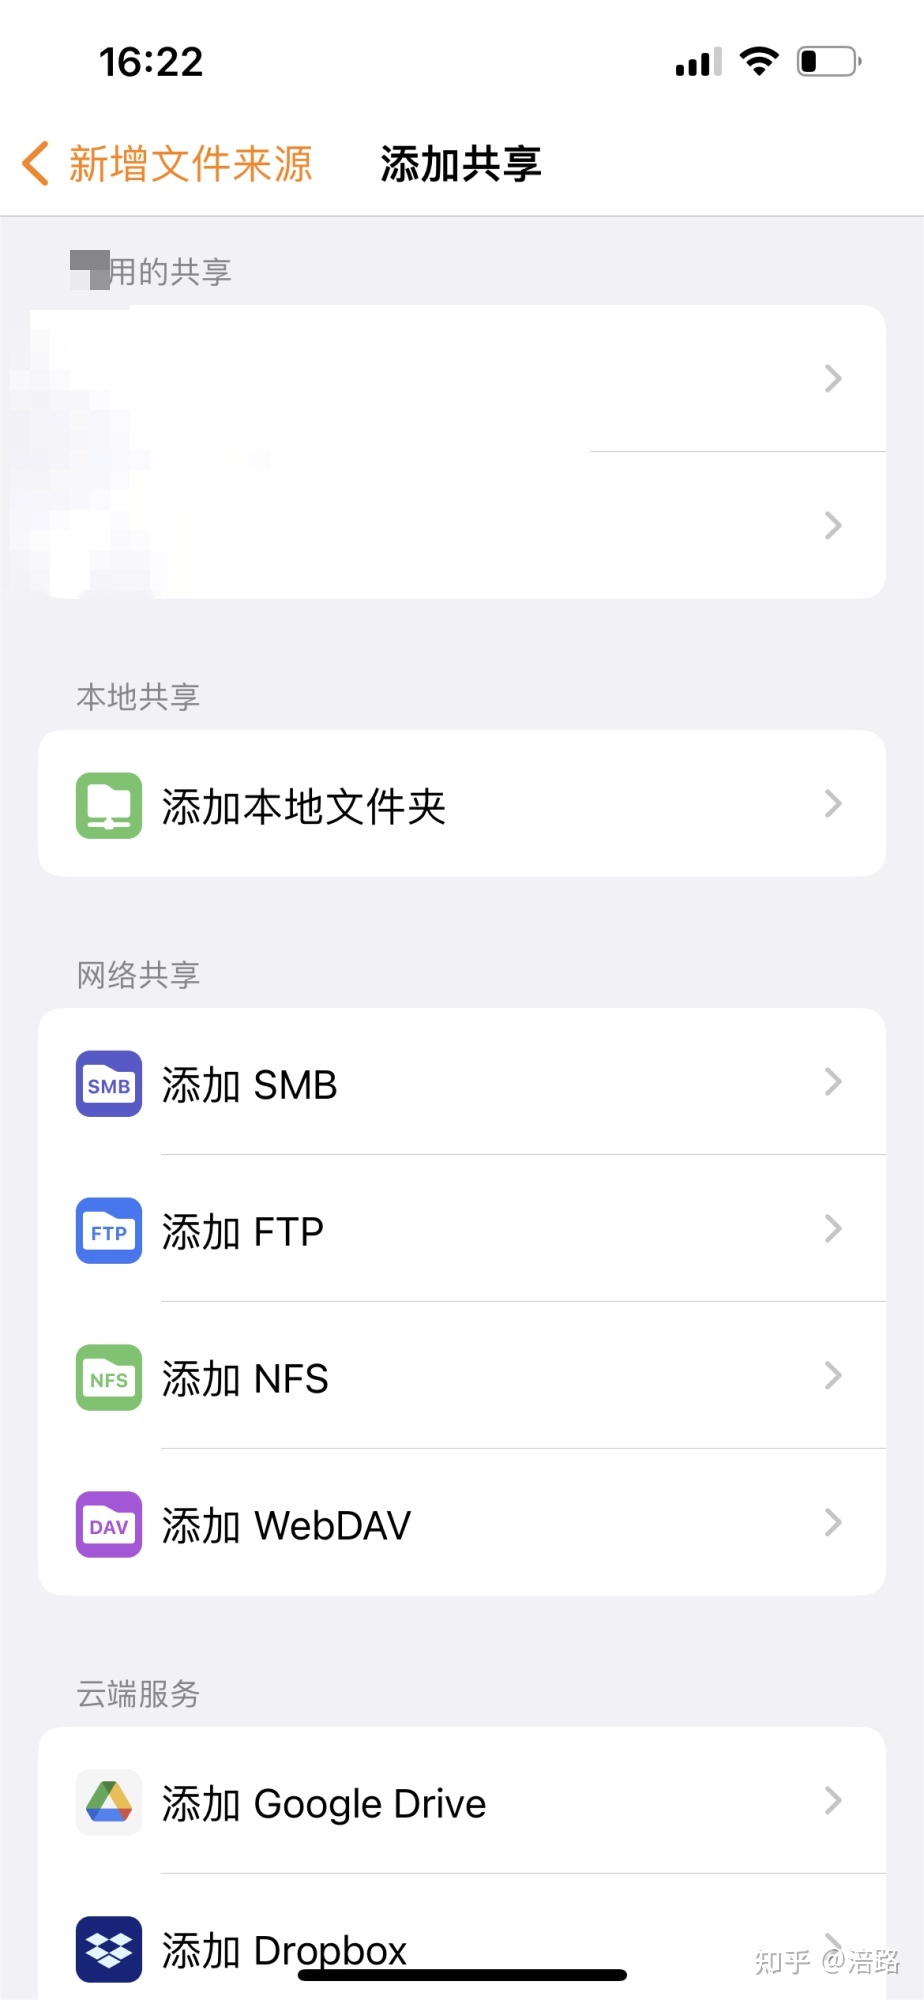 16:22
新增文件来源 添加共享
用的共享
本地共享
添加本地文件夹
网络共享
SMB 添加 SMB
FTP 添加 FTP
NFS 添加 NFS
DAV 添加 WebDAV
云端服务
添加 Google Drive
添加 Dropbox
知乎 @涪路